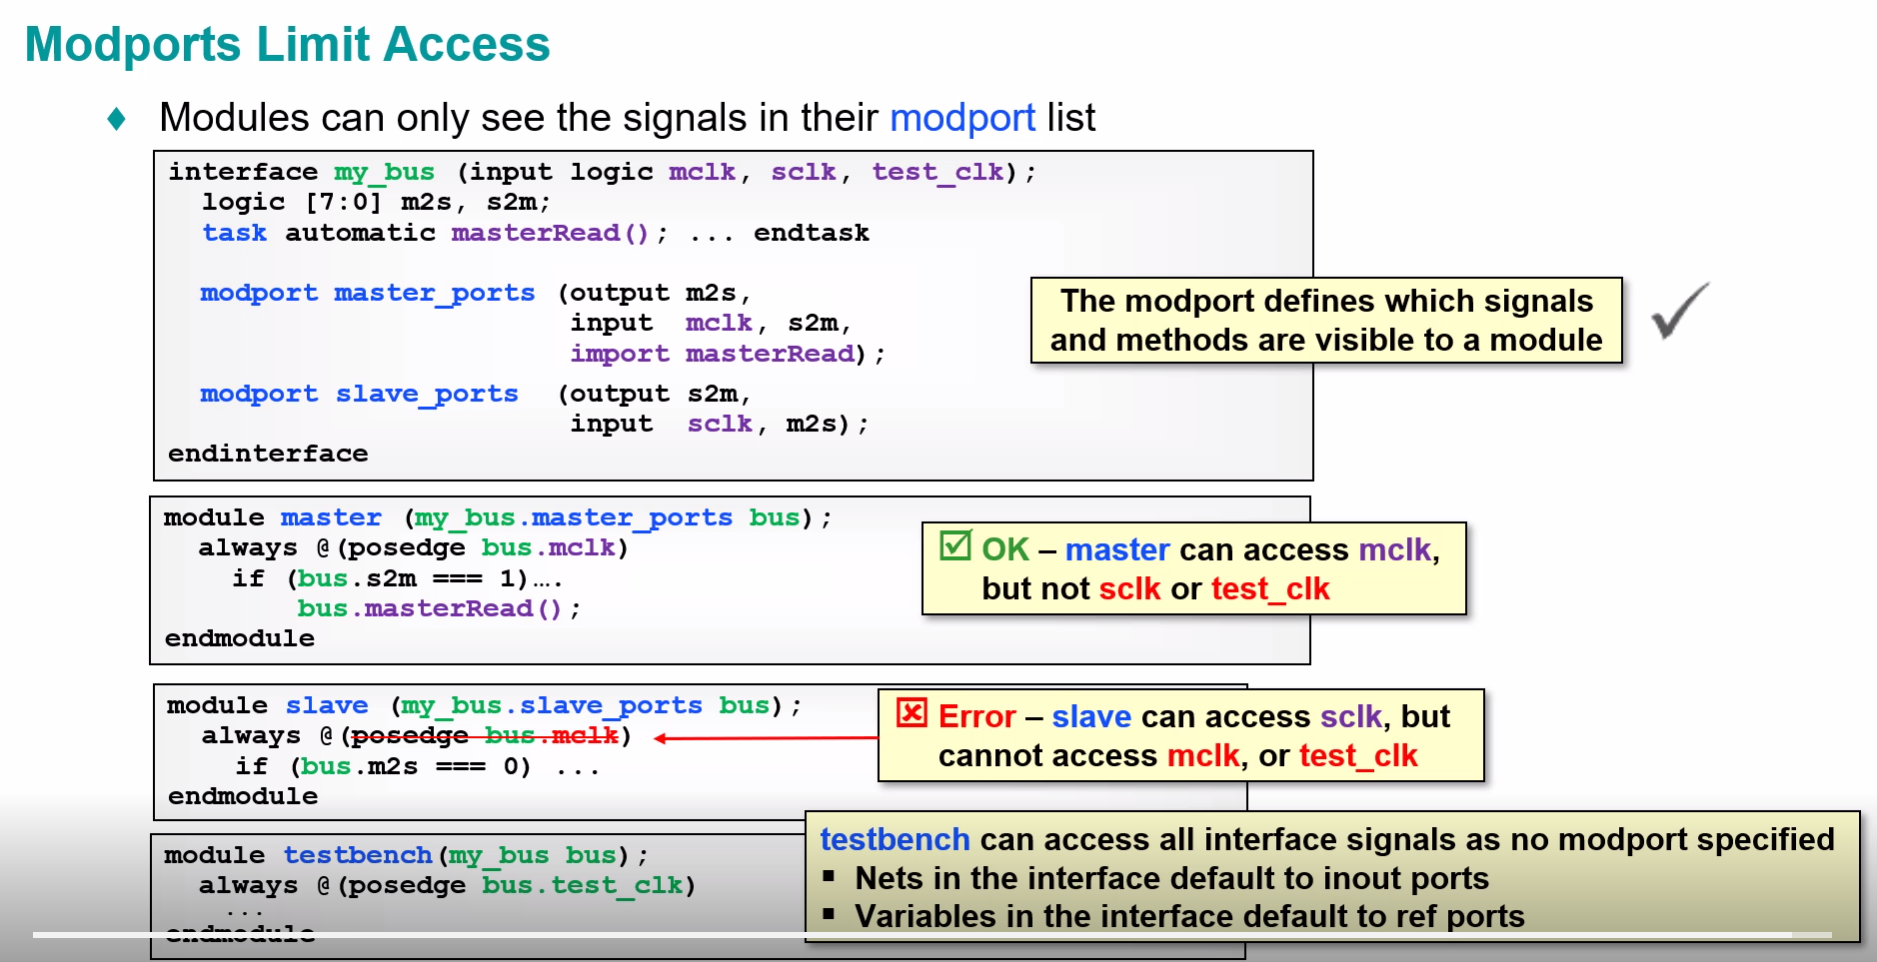 Modports Limit Access
♦ Modules can only see the signals in their modport list
interface my_bus (input logic mclk, sclk, test_clk);
logic [7:0] m2s, s2m;
task automatic masterRead(); ... endtask
modport master_ports (output m2s,
input mclk, s2m,
import masterRead);
modport slave_ports (output s2m,
input sclk, m2s);
endinterface
The modport defines which signals
and methods are visible to a module
module master (my_bus.master_ports bus);
always @(posedge bus.mclk)
if (bus.s2m === 1)….
bus.masterRead();
endmodule
OK – master can access mclk,
but not sclk or test_clk
module slave (my_bus.slave_ports bus);
always @(posedge bus.mclk)
if (bus.m2s === 0) ...
endmodule
Error – slave can access sclk, but
cannot access mclk, or test_clk
module testbench(my_bus bus);
always @(posedge bus.test_clk)
...
endmodule
testbench can access all interface signals as no modport specified
▪ Nets in the interface default to inout ports
▪ Variables in the interface default to ref ports